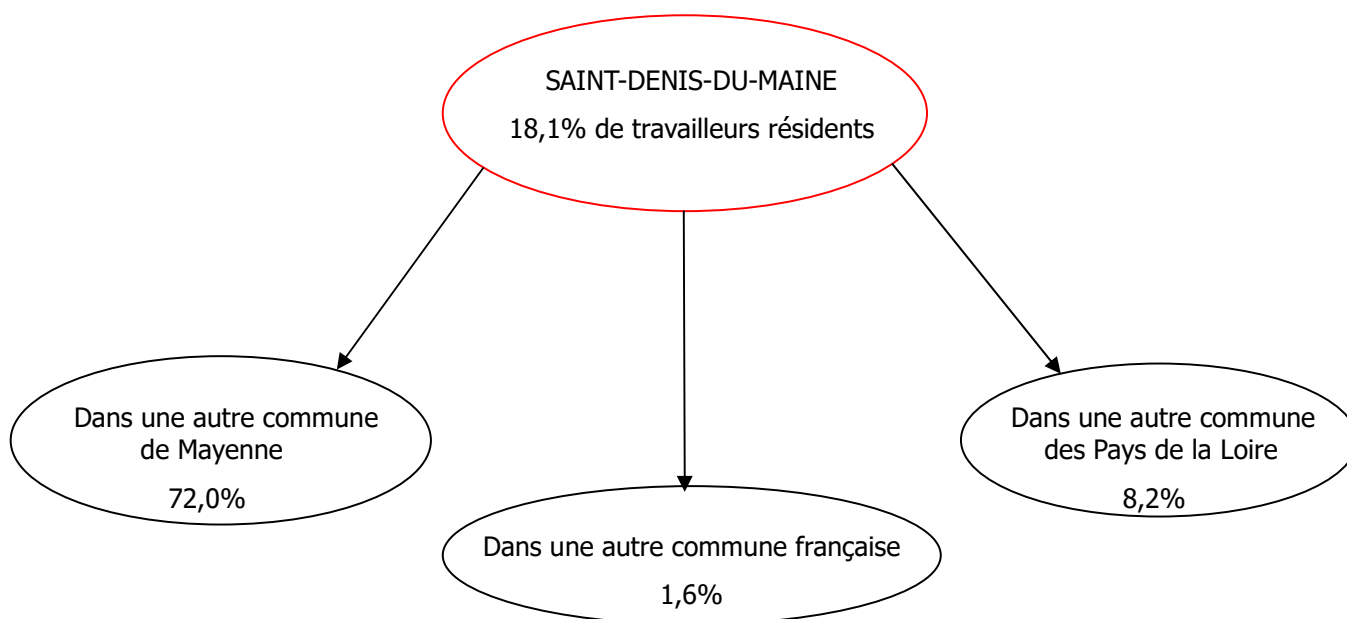 SAINT-DENIS-DU-MAINE
18,1% de travailleurs résidents
Dans une autre commune
de Mayenne
72,0%
Dans une autre commune française
1,6%
Dans une autre commune
des Pays de la Loire
8,2%